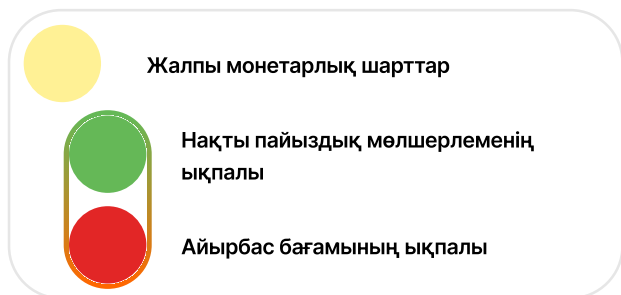 Жалпы монетарлық шарттар
Нақты пайыздық мөлшерлеменің
ықпалы
Айырбас бағамының ықпалы